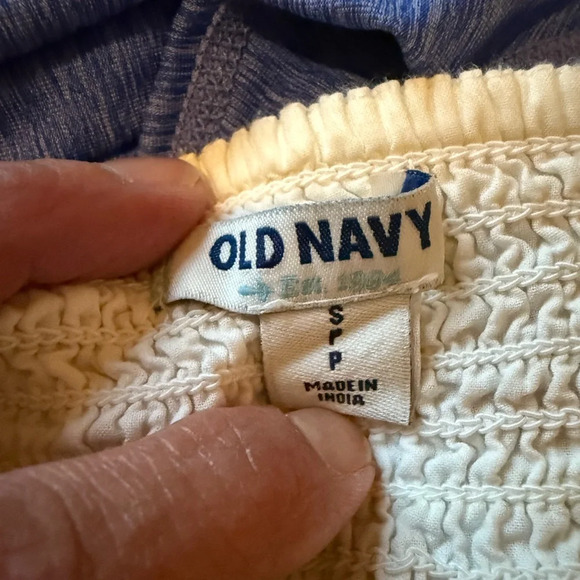 OLD NAVY
Est. 1994
S
P
P
MADE IN
INDIA